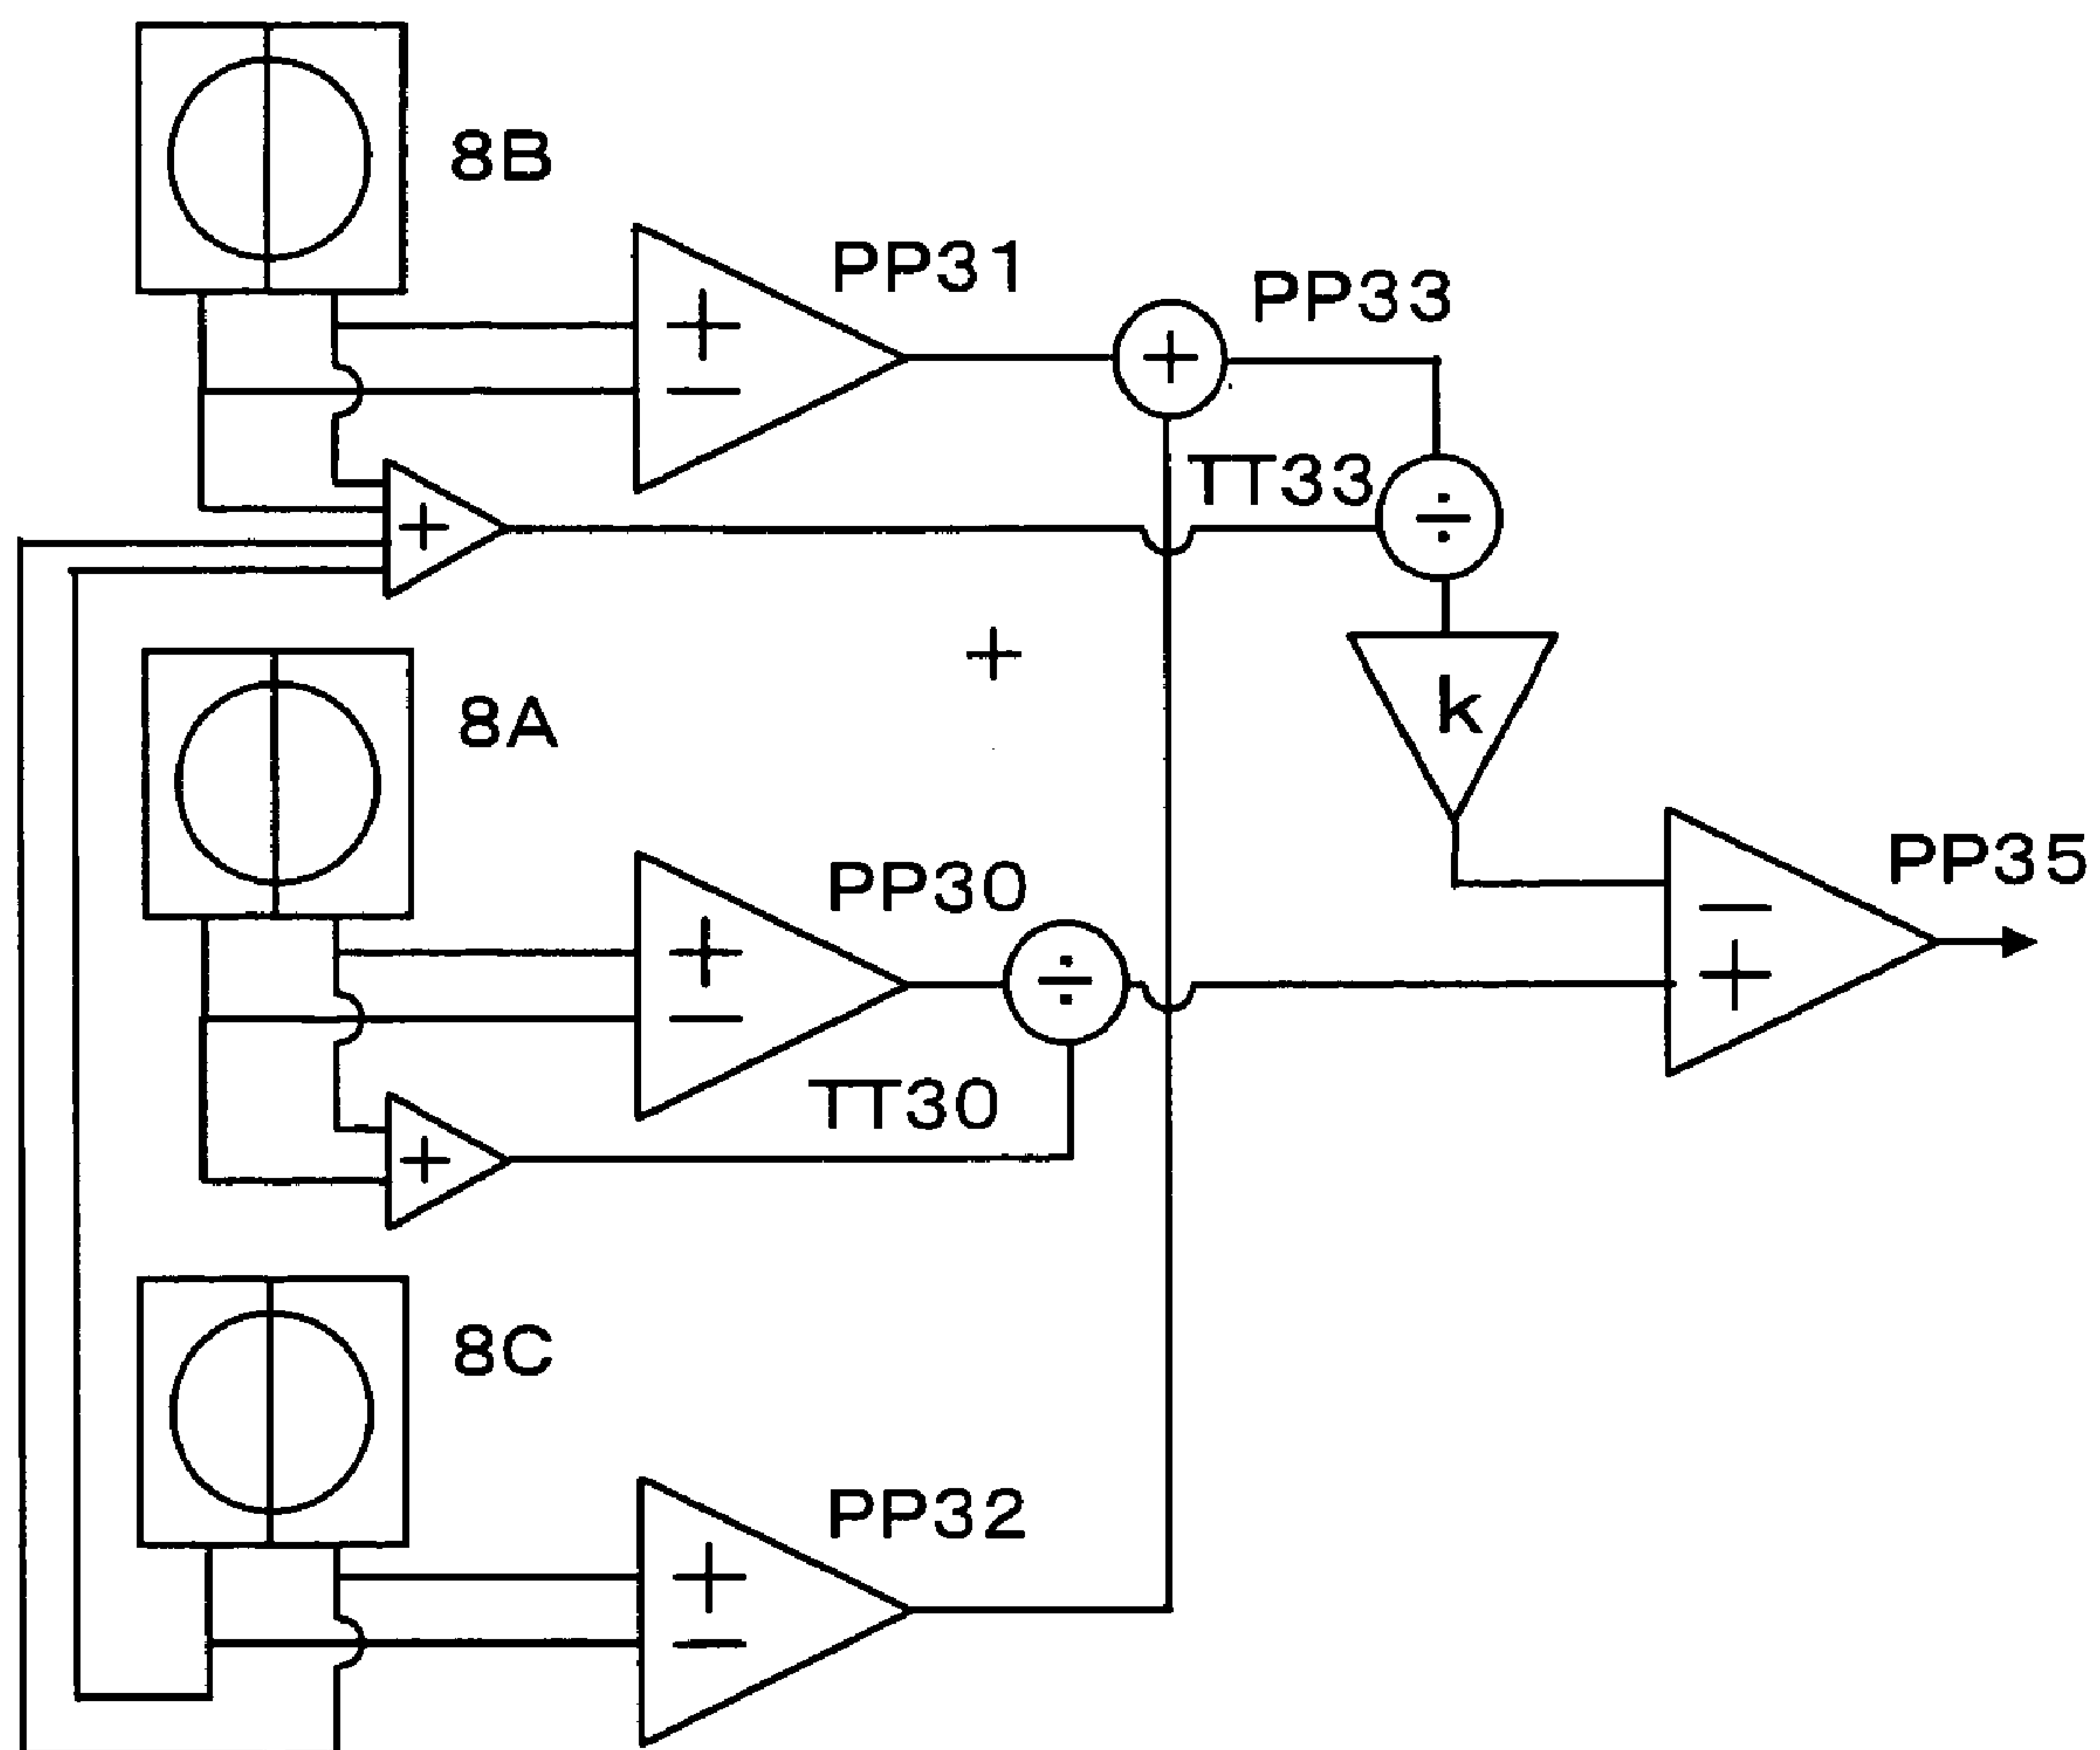 8B
PP31
PP33
+
−
+
TT33
÷
+
+
k
8A
PP30
PP35
+
−
÷
−
+
TT30
+
8C
PP32
+
−